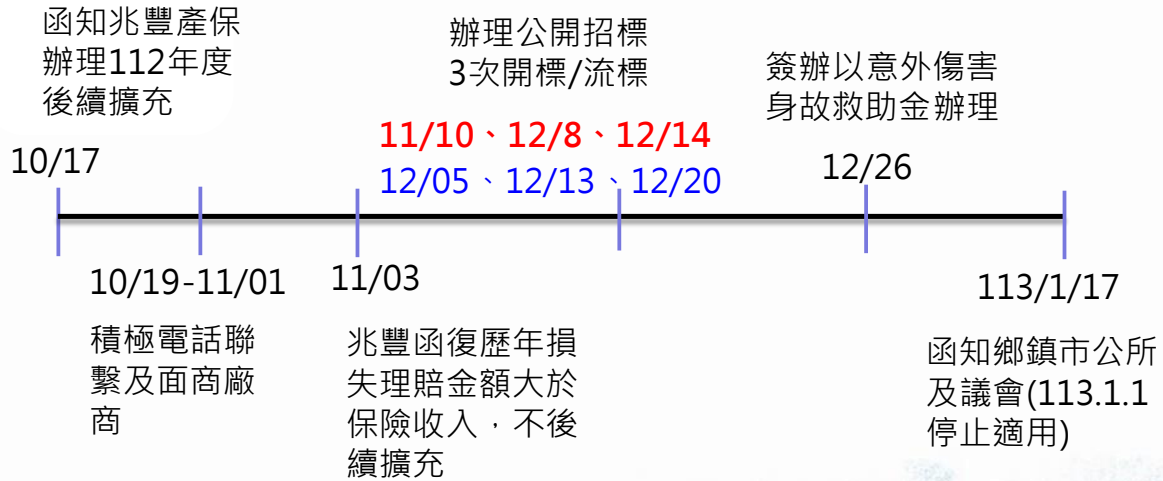 函知兆豐產保
辦理112年度
後續擴充
10/17
10/19-11/01
積極電話聯
繫及面商廠
商
11/03
兆豐函復歷年損
失理賠金額大於
保險收入，不後
續擴充
辦理公開招標
3次開標/流標
11/10、12/8、12/14
12/05、12/13、12/20
簽辦以意外傷害
身故救助金辦理
12/26
113/1/17
函知鄉鎮市公所
及議會(113.1.1
停止適用)